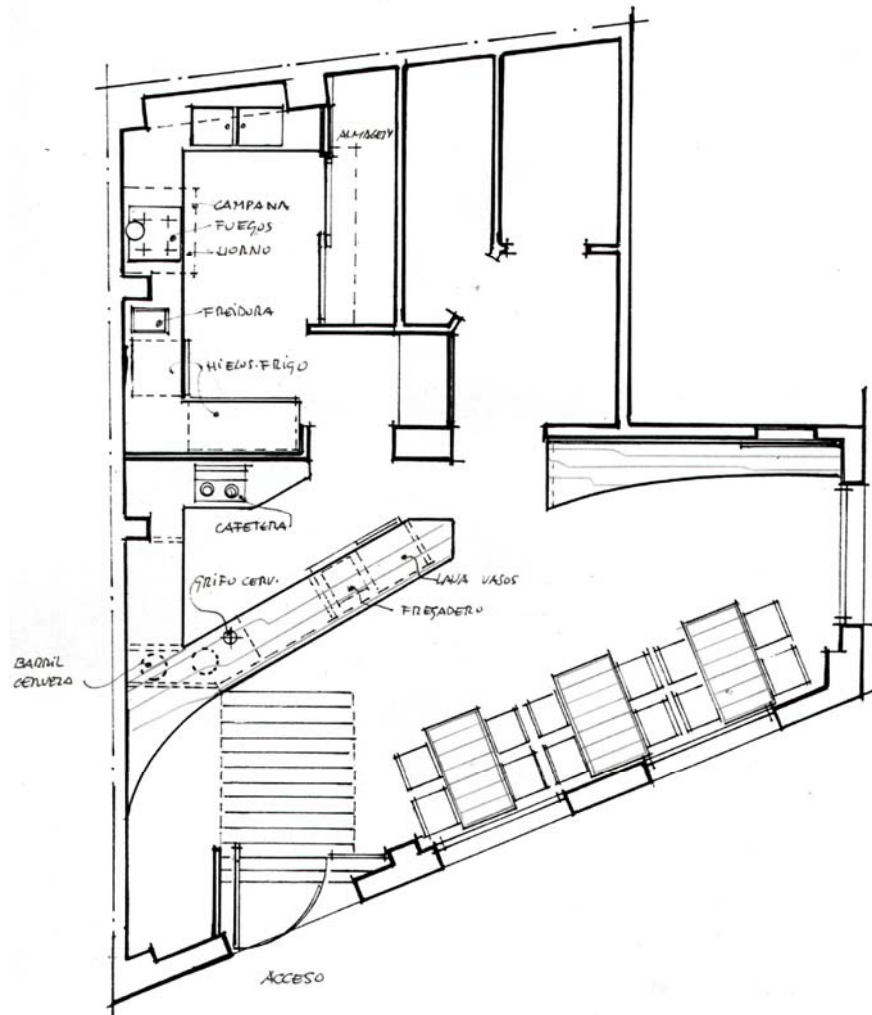 ALMACEN
CAMPANA
FUEGOS
HORNO
FREIDURA
HIELOS-FRIGO
CAFETERA
GRIFO CERV.
LAVA VASOS
FREGADERO
BARRIL
CERVEZA
ACCESO